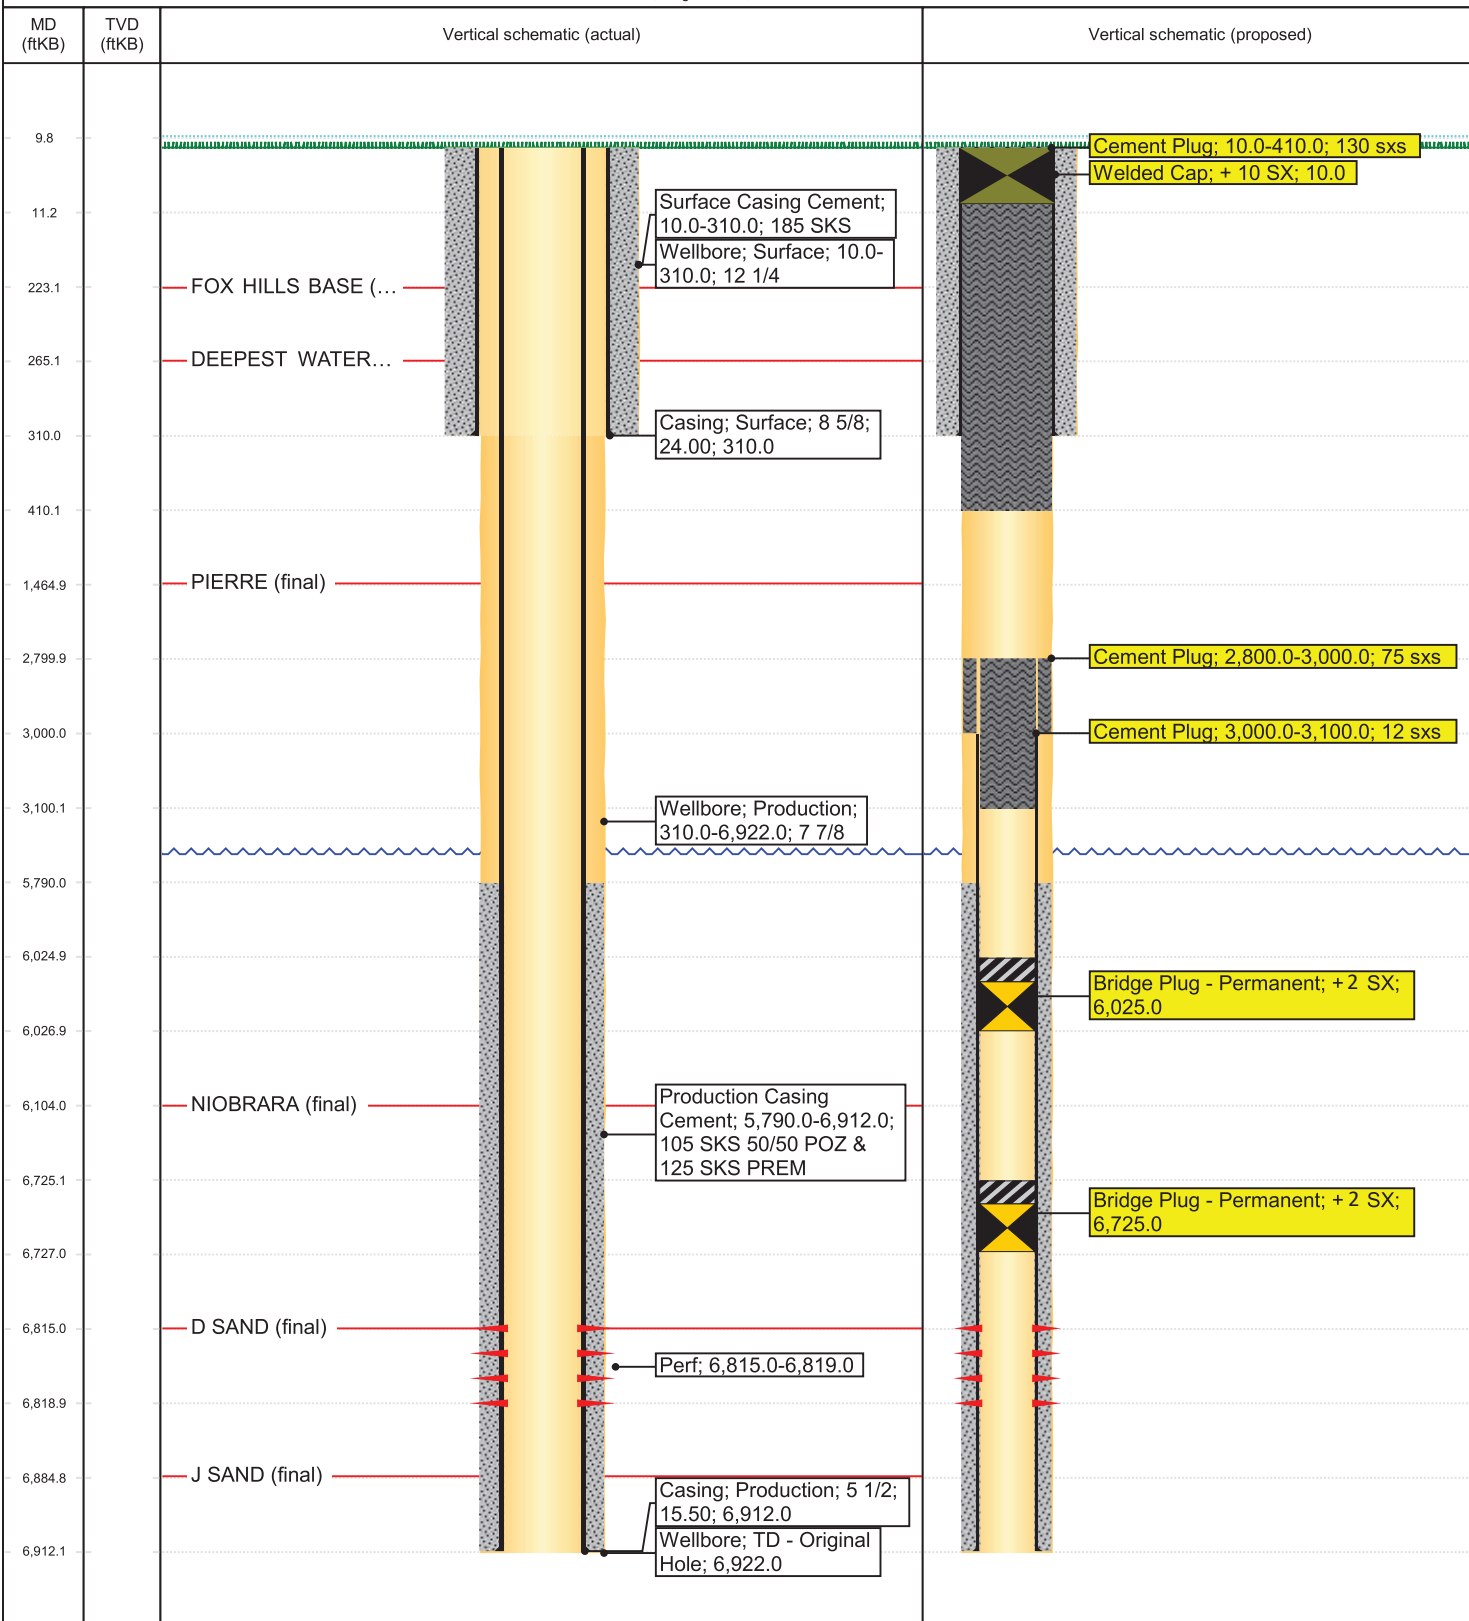 MD
(ftKB)
TVD
(ftKB)
Vertical schematic (actual)
Vertical schematic (proposed)
9.8
11.2
223.1
265.1
310.0
410.1
1,464.9
2,799.9
3,000.0
3,100.1
5,790.0
6,024.9
6,026.9
6,104.0
6,725.1
6,727.0
6,815.0
6,818.9
6,884.8
6,912.1
FOX HILLS BASE (...
DEEPEST WATER...
PIERRE (final)
NIOBRARA (final)
D SAND (final)
J SAND (final)
Surface Casing Cement;
10.0-310.0; 185 SKS
Wellbore; Surface; 10.0-
310.0; 12 1/4
Casing; Surface; 8 5/8;
24.00; 310.0
Wellbore; Production;
310.0-6,922.0; 7 7/8
Production Casing
Cement; 5,790.0-6,912.0;
105 SKS 50/50 POZ &
125 SKS PREM
Perf; 6,815.0-6,819.0
Casing; Production; 5 1/2;
15.50; 6,912.0
Wellbore; TD - Original
Hole; 6,922.0
Cement Plug; 10.0-410.0; 130 sxs
Welded Cap; + 10 SX; 10.0
Cement Plug; 2,800.0-3,000.0; 75 sxs
Cement Plug; 3,000.0-3,100.0; 12 sxs
Bridge Plug - Permanent; +2 SX;
6,025.0
Bridge Plug - Permanent; +2 SX;
6,725.0